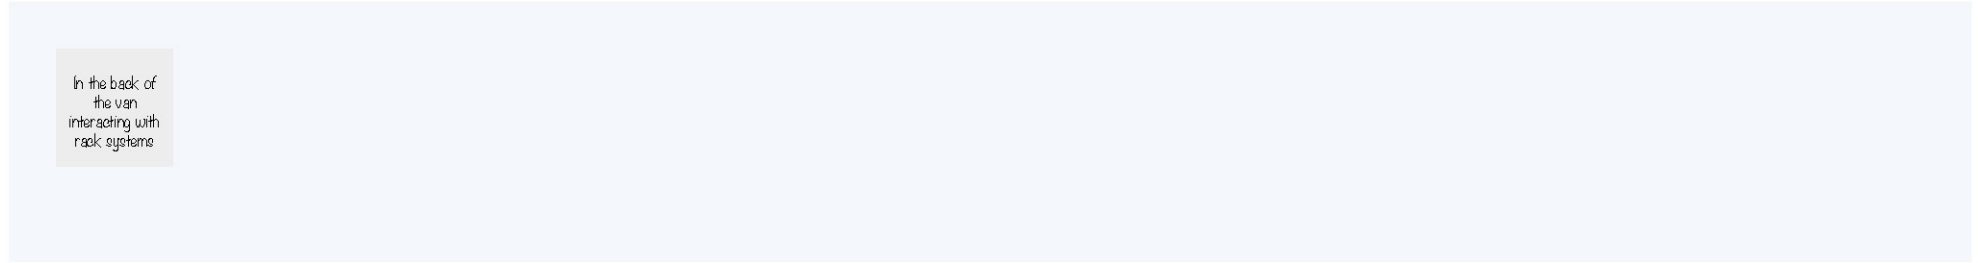 In the back of
the van
interacting with
rack systems